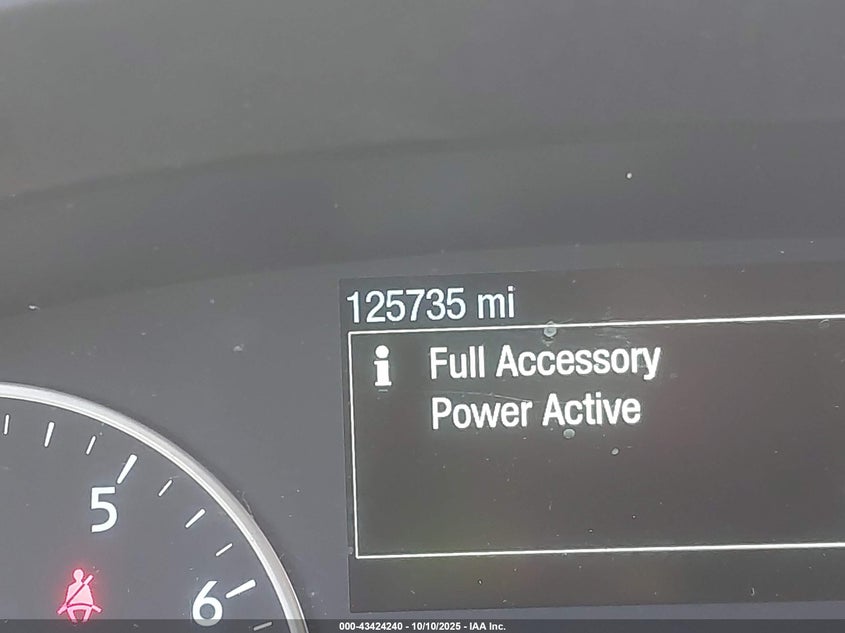 125735 mi
i Full Accessory
Power Active
5
6
000-43424240 - 10/10/2025 - IAA Inc.